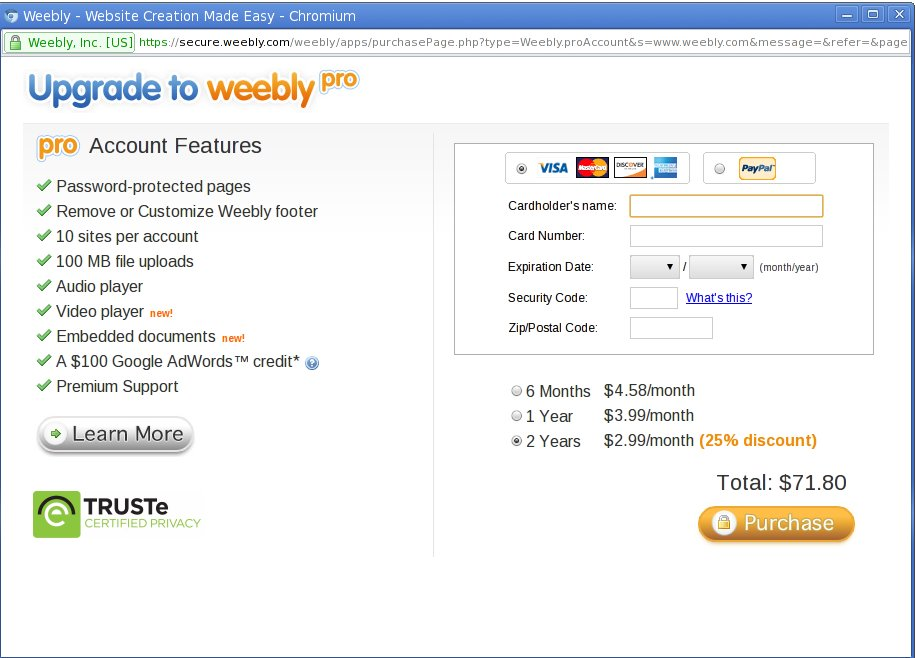 Weebly - Website Creation Made Easy - Chromium
Weebly, Inc. [US] https://secure.weebly.com/weebly/apps/purchasePage.php?type=Weebly.proAccount&s=www.weebly.com&message=&refer=&page
Upgrade to weebly pro
pro Account Features
Password-protected pages
Remove or Customize Weebly footer
10 sites per account
100 MB file uploads
Audio player
Video player new!
Embedded documents new!
A $100 Google AdWords™ credit* ?
Premium Support
Learn More
TRUSTe
CERTIFIED PRIVACY
VISA MasterCard DISCOVER PayPal
Cardholder's name:
Card Number:
Expiration Date: / (month/year)
Security Code: What's this?
Zip/Postal Code:
6 Months $4.58/month
1 Year $3.99/month
2 Years $2.99/month (25% discount)
Total: $71.80
Purchase